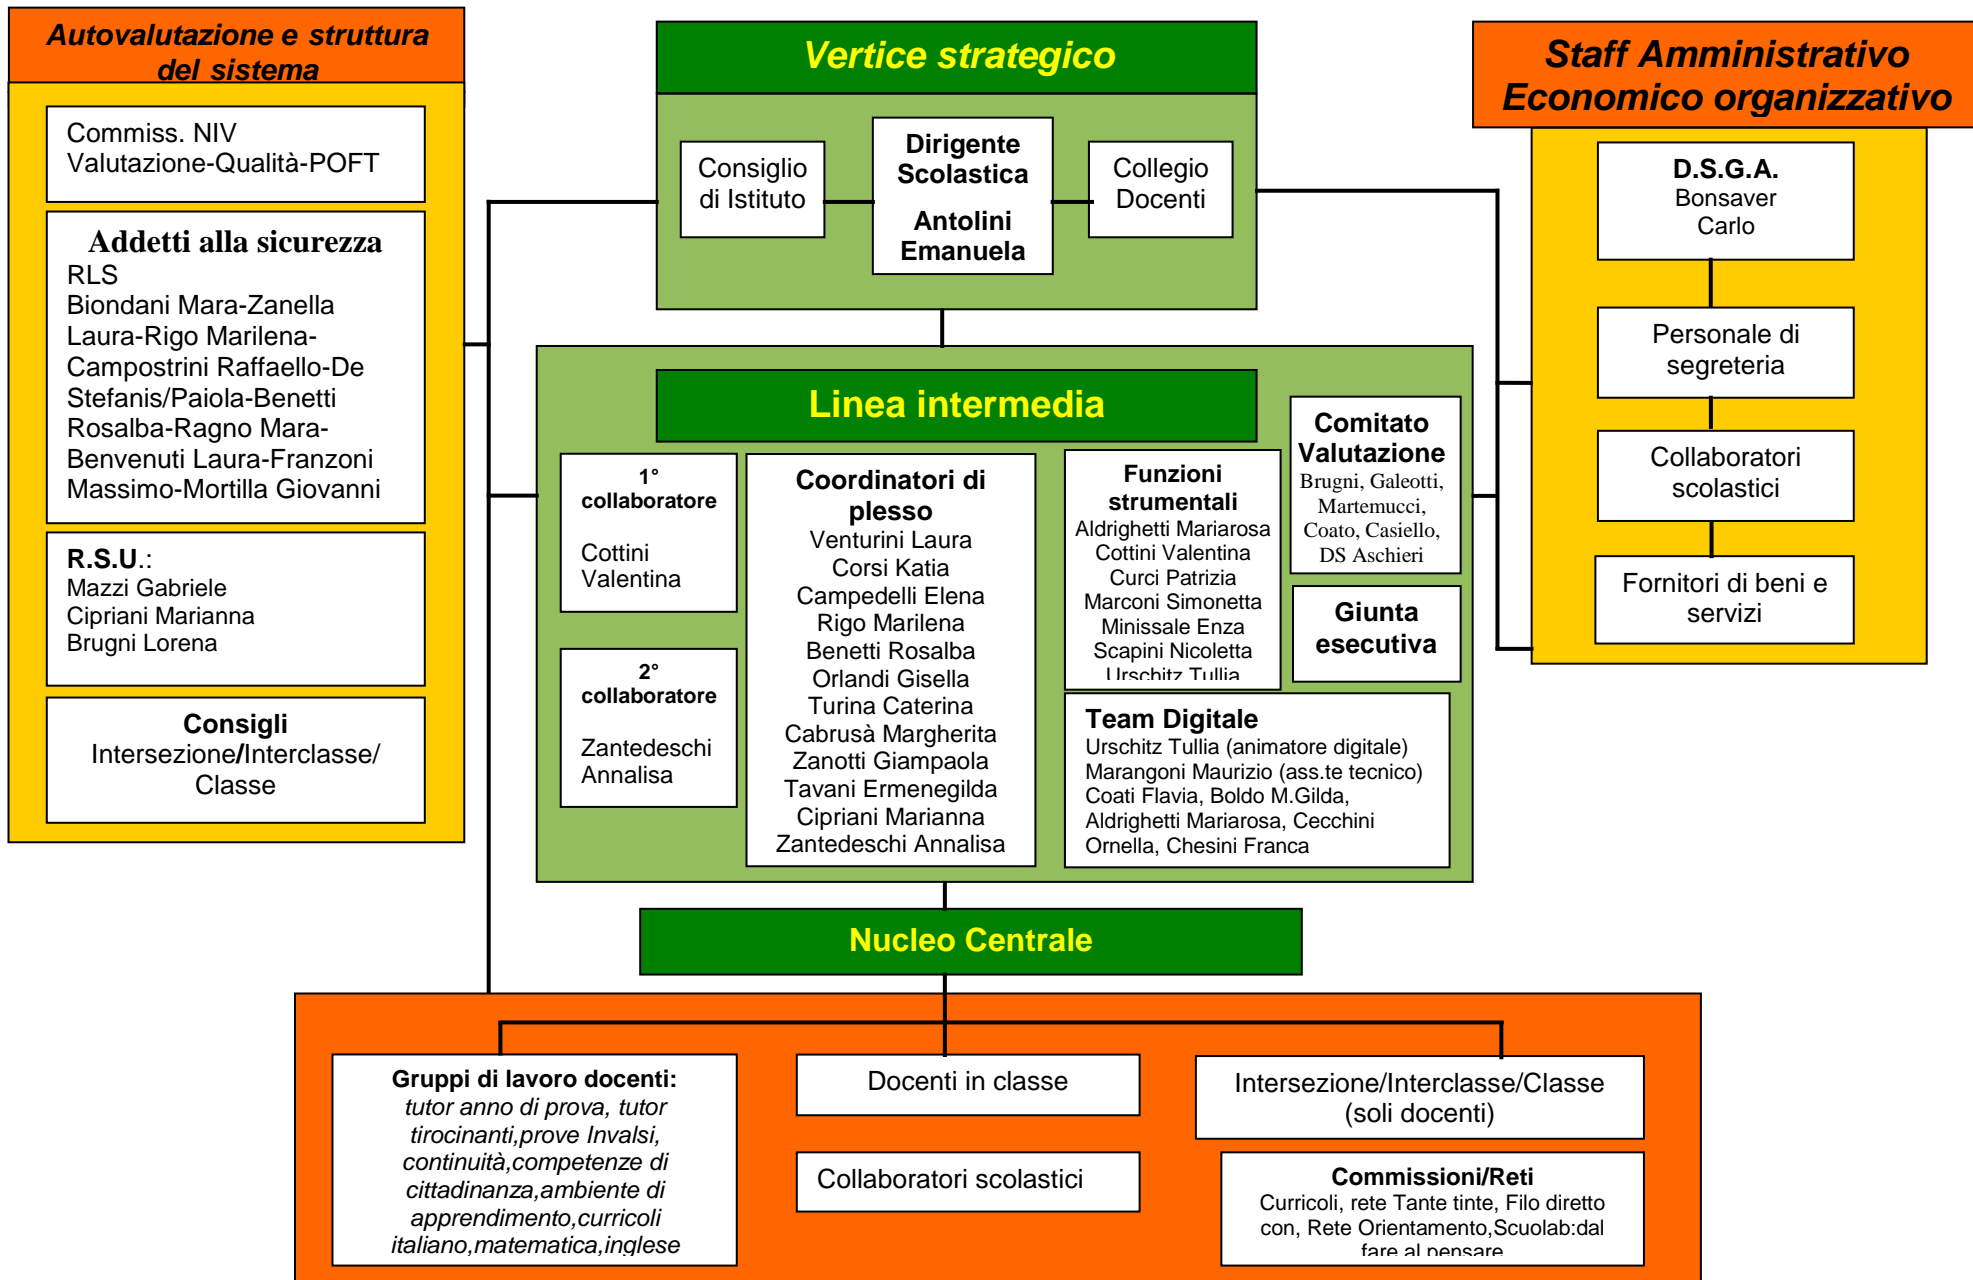 Autovalutazione e struttura
del sistema
Commiss. NIV
Valutazione-Qualità-POFT
Addetti alla sicurezza
RLS
Biondani Mara-Zanella
Laura-Rigo Marilena-
Campostrini Raffaello-De
Stefanis/Paiola-Benetti
Rosalba-Ragno Mara-
Benvenuti Laura-Franzoni
Massimo-Mortilla Giovanni
R.S.U.:
Mazzi Gabriele
Cipriani Marianna
Brugni Lorena
Consigli
Intersezione/Interclasse/
Classe
Vertice strategico
Consiglio
di Istituto
Dirigente
Scolastica
Antolini
Emanuela
Collegio
Docenti
Staff Amministrativo
Economico organizzativo
D.S.G.A.
Bonsaver
Carlo
Personale di
segreteria
Collaboratori
scolastici
Fornitori di beni e
servizi
Linea intermedia
1°
collaboratore
Cottini
Valentina
2°
collaboratore
Zantedeschi
Annalisa
Coordinatori di
plesso
Venturini Laura
Corsi Katia
Campedelli Elena
Rigo Marilena
Benetti Rosalba
Orlandi Gisella
Turina Caterina
Cabrusà Margherita
Zanotti Giampaola
Tavani Ermenegilda
Cipriani Marianna
Zantedeschi Annalisa
Funzioni
strumentali
Aldrighetti Mariarosa
Cottini Valentina
Curci Patrizia
Marconi Simonetta
Minissale Enza
Scapini Nicoletta
Urschitz Tullia
Comitato
Valutazione
Brugni, Galeotti,
Martemucci,
Coato, Casiello,
DS Aschieri
Giunta
esecutiva
Team Digitale
Urschitz Tullia (animatore digitale)
Marangoni Maurizio (ass.te tecnico)
Coati Flavia, Boldo M.Gilda,
Aldrighetti Mariarosa, Cecchini
Ornella, Chesini Franca
Nucleo Centrale
Gruppi di lavoro docenti:
tutor anno di prova, tutor
tirocinanti,prove Invalsi,
continuità,competenze di
cittadinanza,ambiente di
apprendimento,curricoli
italiano,matematica,inglese
Docenti in classe
Collaboratori scolastici
Intersezione/Interclasse/Classe
(soli docenti)
Commissioni/Reti
Curricoli, rete Tante tinte, Filo diretto
con, Rete Orientamento,Scuolab:dal
fare al pensare